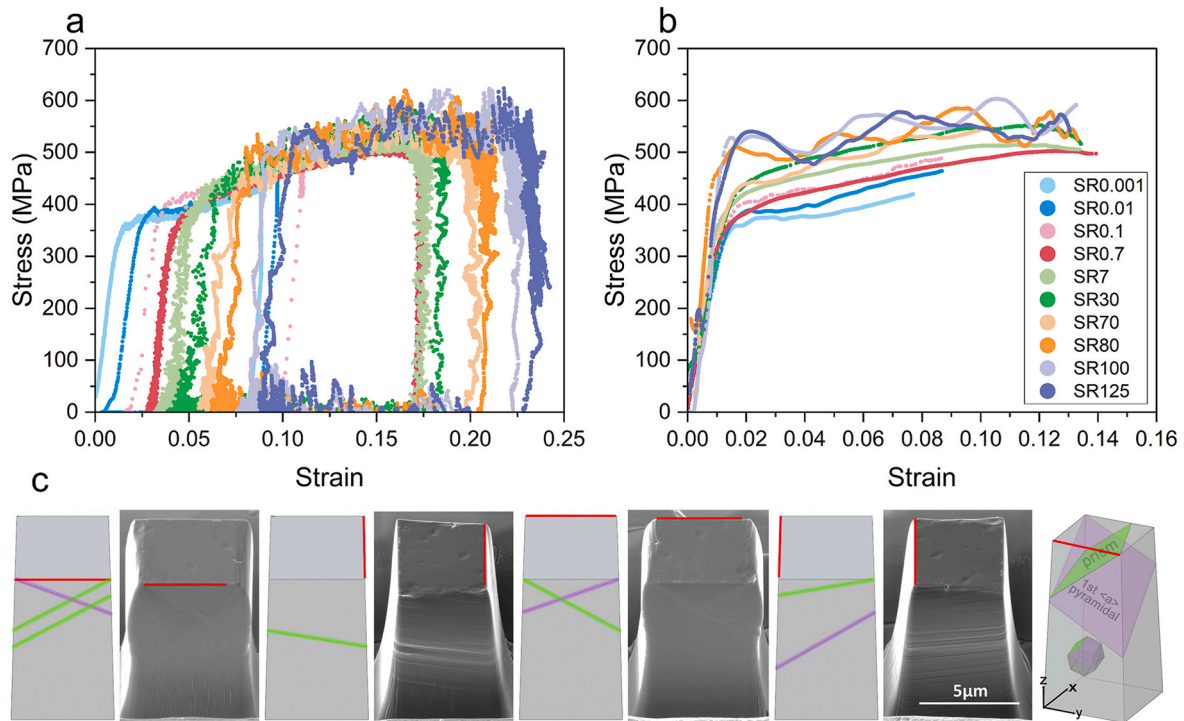 a
700
600
500
400
300
200
100
0
Stress (MPa)
0.00 0.05 0.10 0.15 0.20 0.25
Strain
b
700
600
500
400
300
200
100
0
Stress (MPa)
0.00 0.02 0.04 0.06 0.08 0.10 0.12 0.14 0.16
Strain
SR0.001
SR0.01
SR0.1
SR0.7
SR7
SR30
SR70
SR80
SR100
SR125
c
5μm
prism
1st <a>
pyramidal
z
x
y